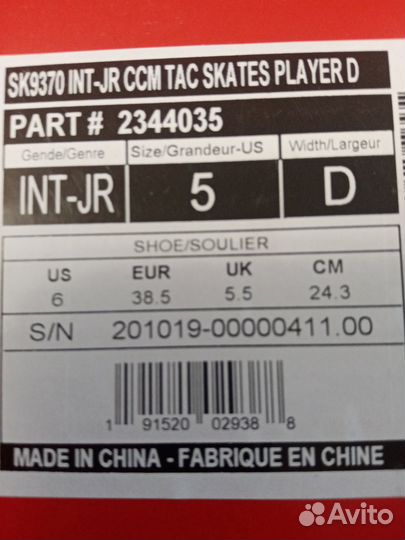 SK9370 INT-JR CCM TAC SKATES PLAYER D
PART # 2344035
Gende/Genre Size/Grandeur-US Width/Largeur
INT-JR 5 D
SHOE/SOULIER
US EUR UK CM
6 38.5 5.5 24.3
S/N 201019-00000411.00
1 91520 02938 8
MADE IN CHINA - FABRIQUE EN CHINE
Avito